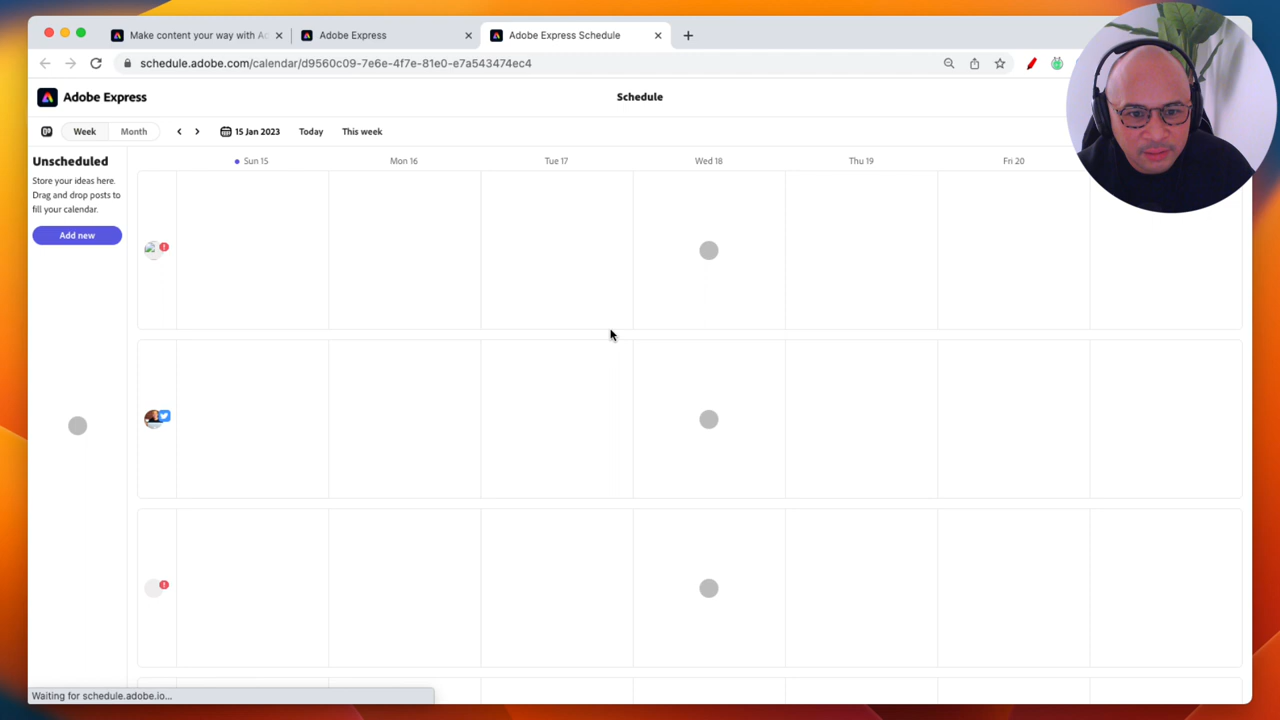 Make content your way with Ad
Adobe Express
Adobe Express Schedule
schedule.adobe.com/calendar/d9560c09-7e6e-4f7e-81e0-e7a543474ec4
Adobe Express
Schedule
Week
Month
15 Jan 2023
Today
This week
Unscheduled
Sun 15
Mon 16
Tue 17
Wed 18
Thu 19
Fri 20
Store your ideas here.
Drag and drop posts to
fill your calendar.
Add new
Waiting for schedule.adobe.io...